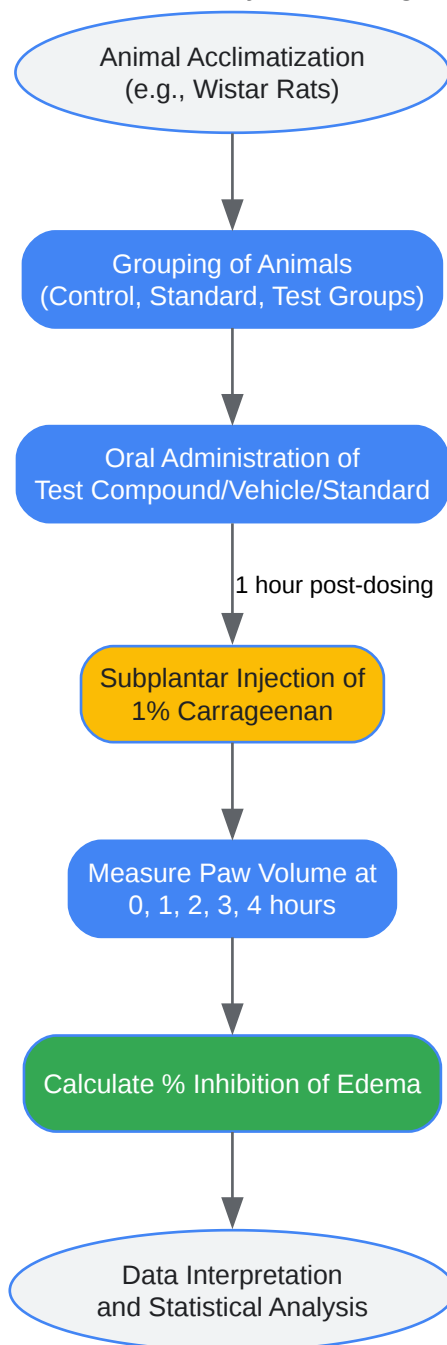 Animal Acclimatization
(e.g., Wistar Rats)
Grouping of Animals
(Control, Standard, Test Groups)
Oral Administration of
Test Compound/Vehicle/Standard
1 hour post-dosing
Subplantar Injection of
1% Carrageenan
Measure Paw Volume at
0, 1, 2, 3, 4 hours
Calculate % Inhibition of Edema
Data Interpretation
and Statistical Analysis